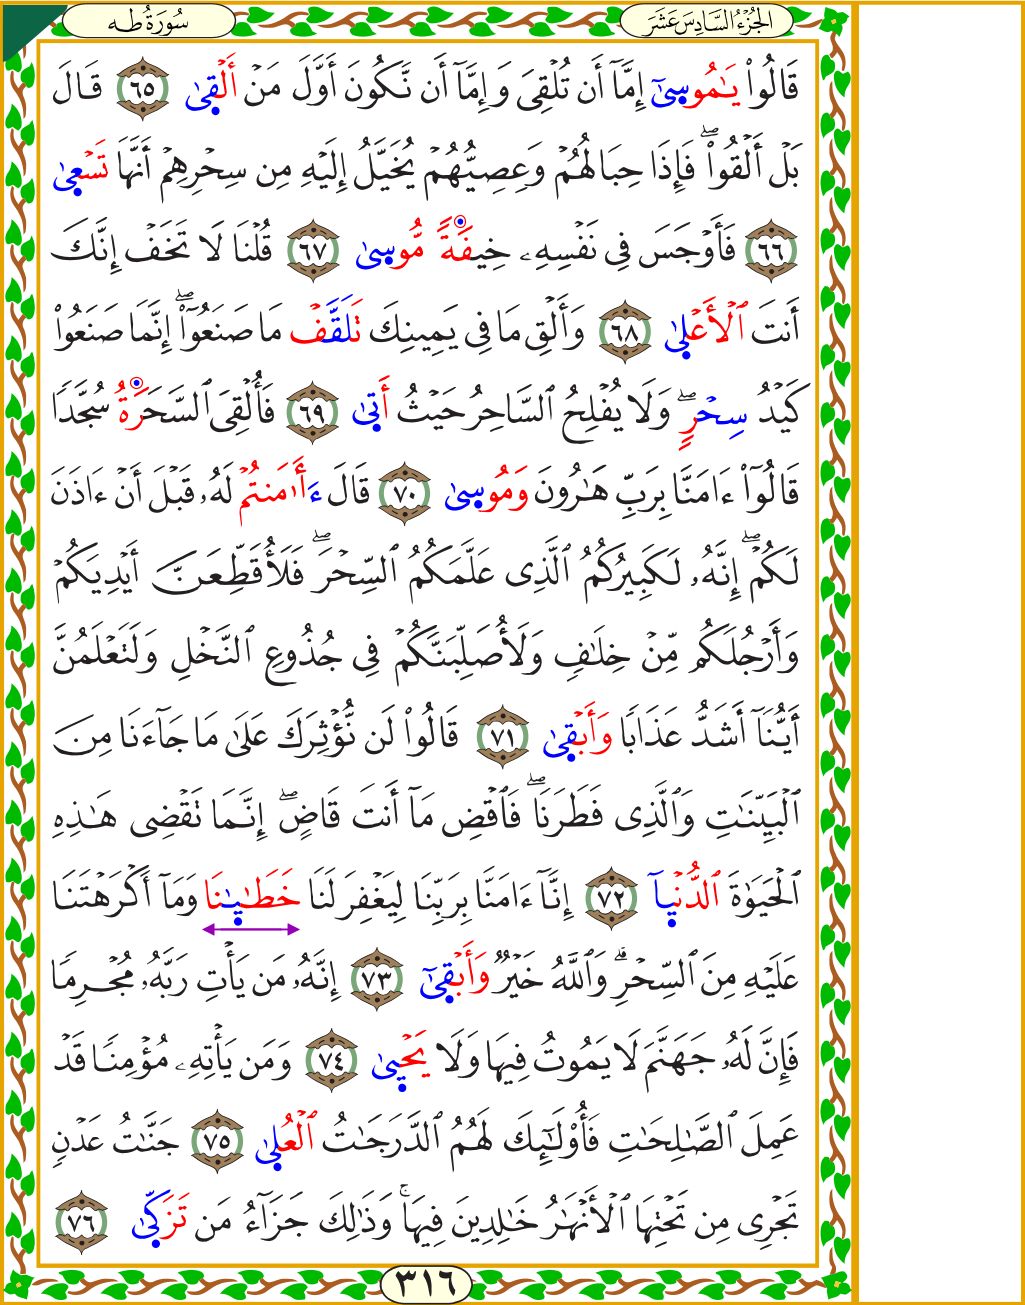 الجُزْءُ السَّادِسَ عَشَرَ
سُورَةُ طه
قَالُوا۟ يَـٰمُوسِىٰٓ إِمَّآ أَن تُلْقِىَ وَإِمَّآ أَن نَّكُونَ أَوَّلَ مَنْ أَلْقِىٰ ٦٥ قَالَ
بَلْ أَلْقُوا۟ۖ فَإِذَا حِبَالُهُمْ وَعِصِيُّهُمْ يُخَيَّلُ إِلَيْهِ مِن سِحْرِهِمْ أَنَّهَا تَسْعِىٰ
٦٦ فَأَوْجَسَ فِى نَفْسِهِۦ خِيفَةً مُّوسِىٰ ٦٧ قُلْنَا لَا تَخَفْ إِنَّكَ
أَنتَ ٱلْأَعْلِىٰ ٦٨ وَأَلْقِ مَا فِى يَمِينِكَ تَلَقَّفْ مَا صَنَعُوٓا۟ۖ إِنَّمَا صَنَعُوا۟
كَيْدُ سِحْرٍۖ وَلَا يُفْلِحُ ٱلسَّاحِرُ حَيْثُ أَتِىٰ ٦٩ فَأُلْقِىَ ٱلسَّحَرَةُ سُجَّدًا
قَالُوٓا۟ ءَامَنَّا بِرَبِّ هَـٰرُونَ وَمُوسِىٰ ٧٠ قَالَ ءَأَا۬مَنتُمْ لَهُۥ قَبْلَ أَنْ ءَاذَنَ
لَكُمْۖ إِنَّهُۥ لَكَبِيرُكُمُ ٱلَّذِى عَلَّمَكُمُ ٱلسِّحْرَۖ فَلَأُقَطِّعَنَّ أَيْدِيَكُمْ
وَأَرْجُلَكُم مِّنْ خِلَـٰفٍ وَلَأُصَلِّبَنَّكُمْ فِى جُذُوعِ ٱلنَّخْلِ وَلَتَعْلَمُنَّ
أَيُّنَآ أَشَدُّ عَذَابًا وَأَبْقِىٰ ٧١ قَالُوا۟ لَن نُّؤْثِرَكَ عَلَىٰ مَا جَآءَنَا مِنَ
ٱلْبَيِّنَـٰتِ وَٱلَّذِى فَطَرَنَاۖ فَٱقْضِ مَآ أَنتَ قَاضٍۖ إِنَّمَا تَقْضِى هَـٰذِهِ
ٱلْحَيَوٰةَ ٱلدُّنْيِآ ٧٢ إِنَّآ ءَامَنَّا بِرَبِّنَا لِيَغْفِرَ لَنَا خَطَـٰيِـٰنَا وَمَآ أَكْرَهْتَنَا
عَلَيْهِ مِنَ ٱلسِّحْرِۗ وَٱللَّهُ خَيْرٌ وَأَبْقِىٰٓ ٧٣ إِنَّهُۥ مَن يَأْتِ رَبَّهُۥ مُجْرِمًا
فَإِنَّ لَهُۥ جَهَنَّمَ لَا يَمُوتُ فِيهَا وَلَا يَحْيِىٰ ٧٤ وَمَن يَأْتِهِۦ مُؤْمِنًا قَدْ
عَمِلَ ٱلصَّـٰلِحَـٰتِ فَأُو۟لَـٰٓئِكَ لَهُمُ ٱلدَّرَجَـٰتُ ٱلْعُلِىٰ ٧٥ جَنَّـٰتُ عَدْنٍ
تَجْرِى مِن تَحْتِهَا ٱلْأَنْهَـٰرُ خَـٰلِدِينَ فِيهَاۚ وَذَٰلِكَ جَزَآءُ مَن تَزَكِّىٰ ٧٦
٣١٦